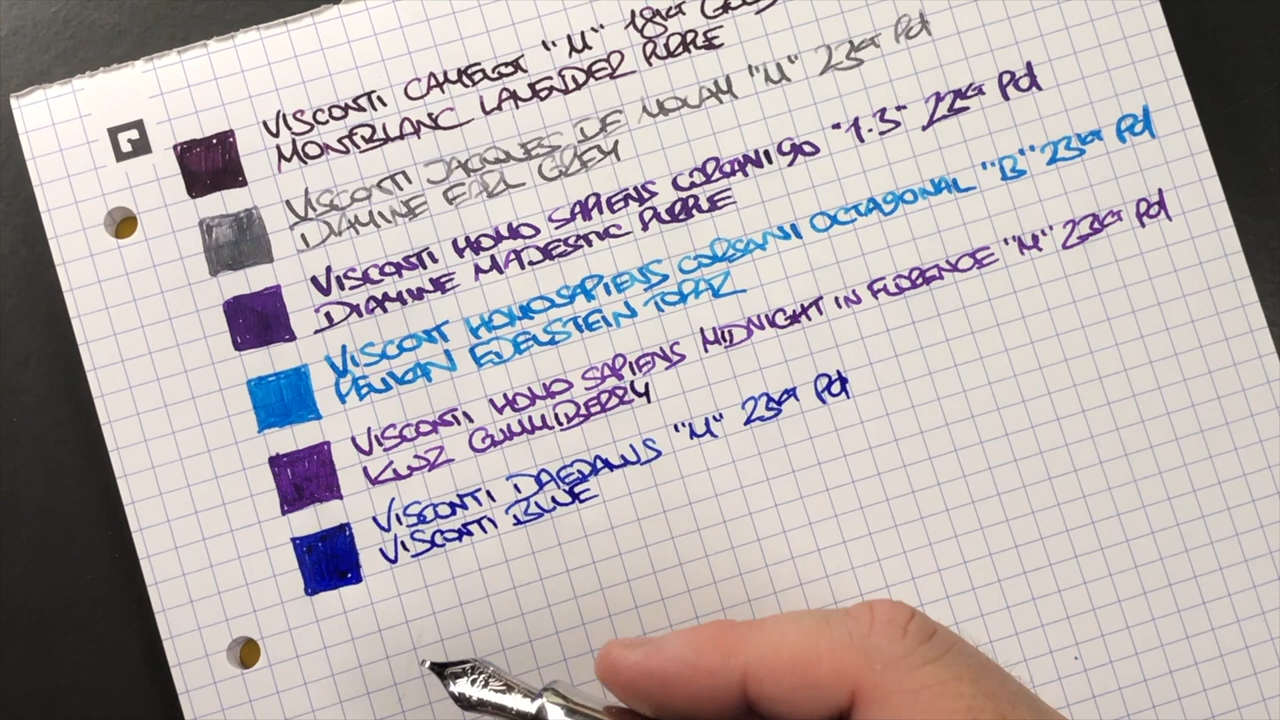 VISCONTI CAMELOT "M" 18KT
MONTBLANC LAVENDER PURPLE
VISCONTI JACQUES DE MOLAY "M" 23KT Pd
DIAMINE EARL GREY
VISCONTI HOMO SAPIENS CORSANI 90 "1.3" 22KT Pd
DIAMINE MAJESTIC PURPLE
VISCONTI HOMOSAPIENS CORSANI OCTAGONAL "B" 23KT Pd
PELIKAN EDELSTEIN TOPAZ
VISCONTI HOMO SAPIENS MIDNIGHT IN FLORENCE "M" 23KT Pd
KWZ GUMMIBERRY
VISCONTI DAEDALUS "M" 23KT Pd
VISCONTI BLUE